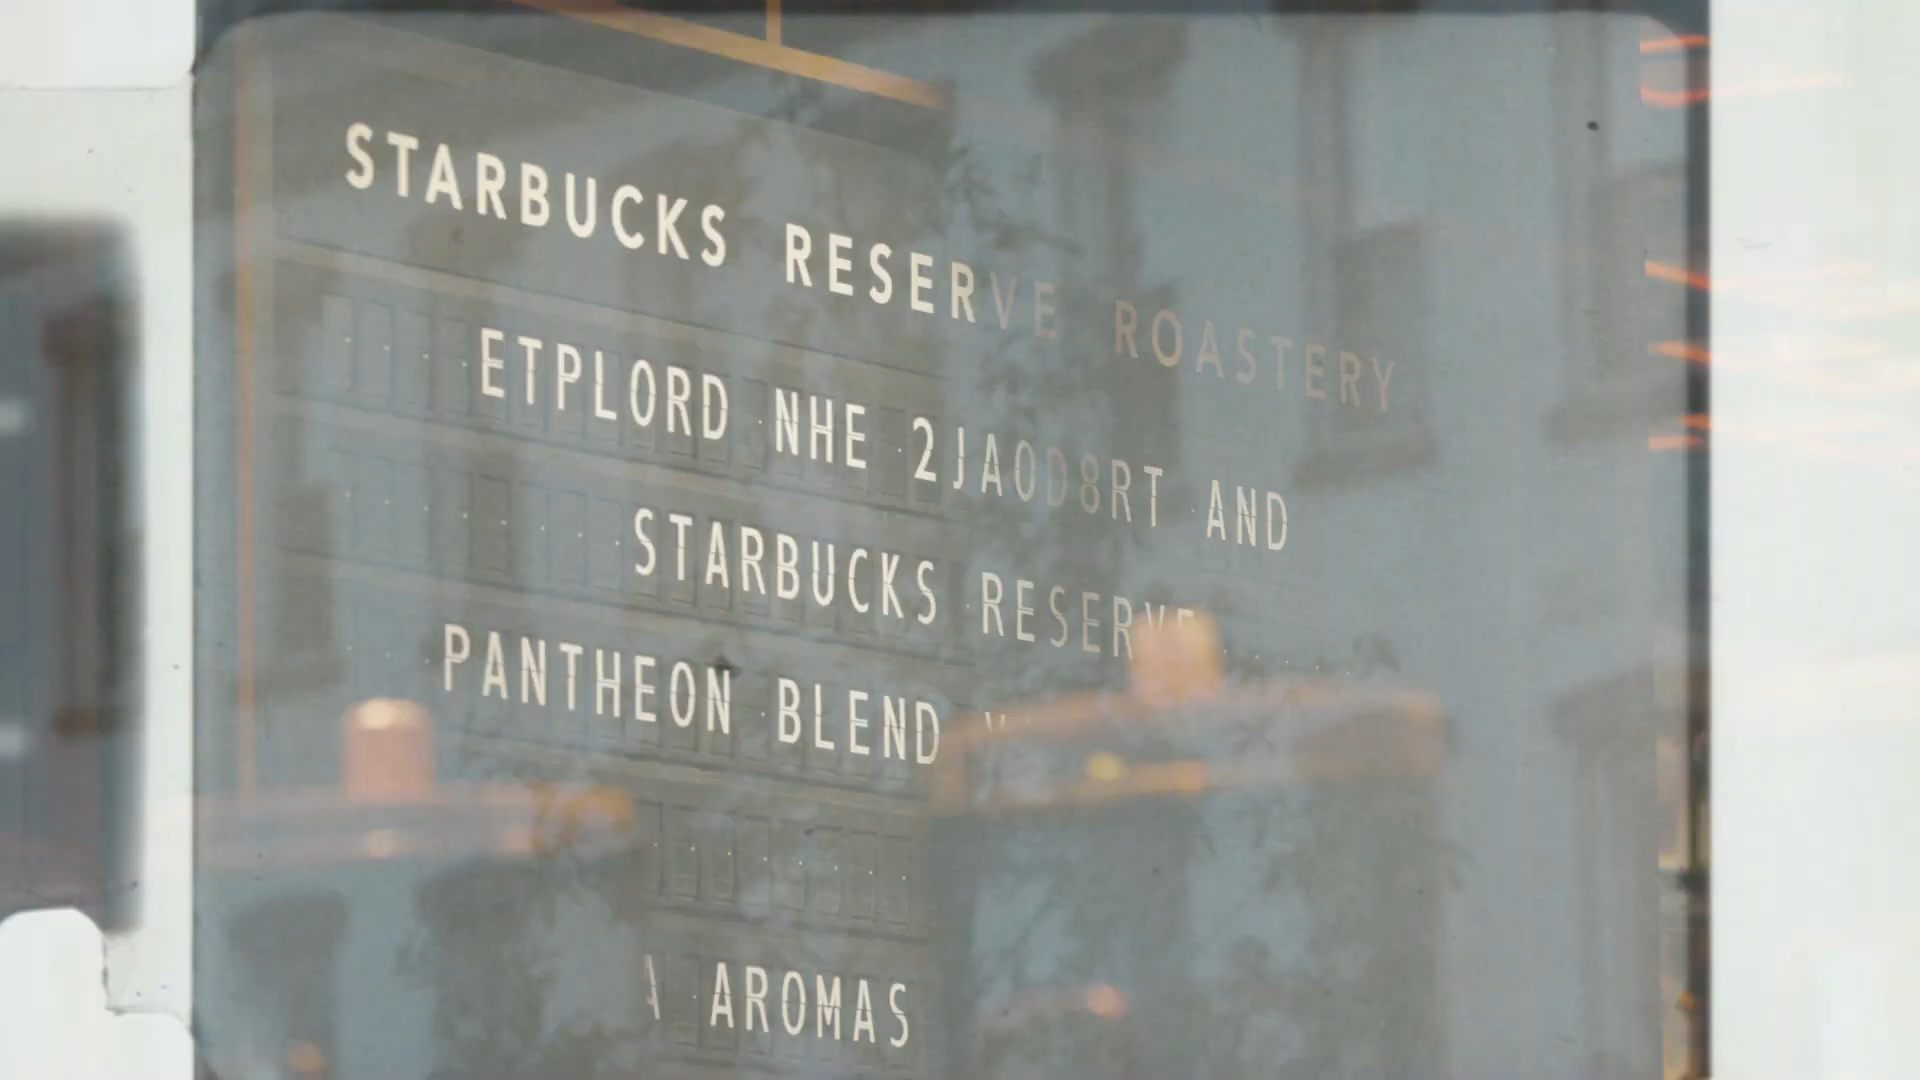 STARBUCKS RESERVE ROASTERY
ETPLORD NHE 2JAOD8RT AND
STARBUCKS RESERVE
PANTHEON BLEND
AROMAS